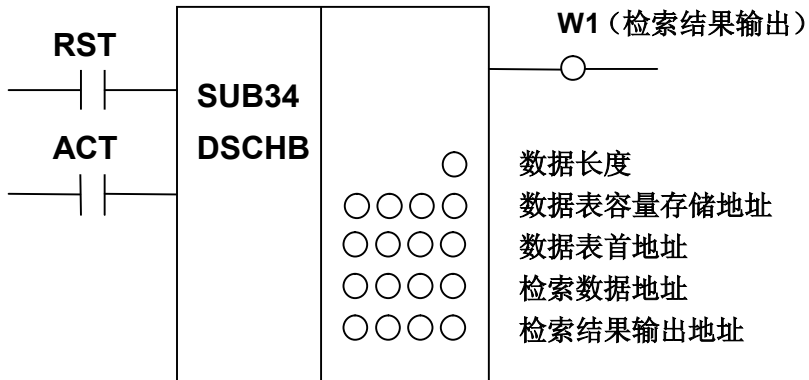 W1（检索结果输出）
RST
SUB34
ACT
DSCHB
数据长度
数据表容量存储地址
数据表首地址
检索数据地址
检索结果输出地址